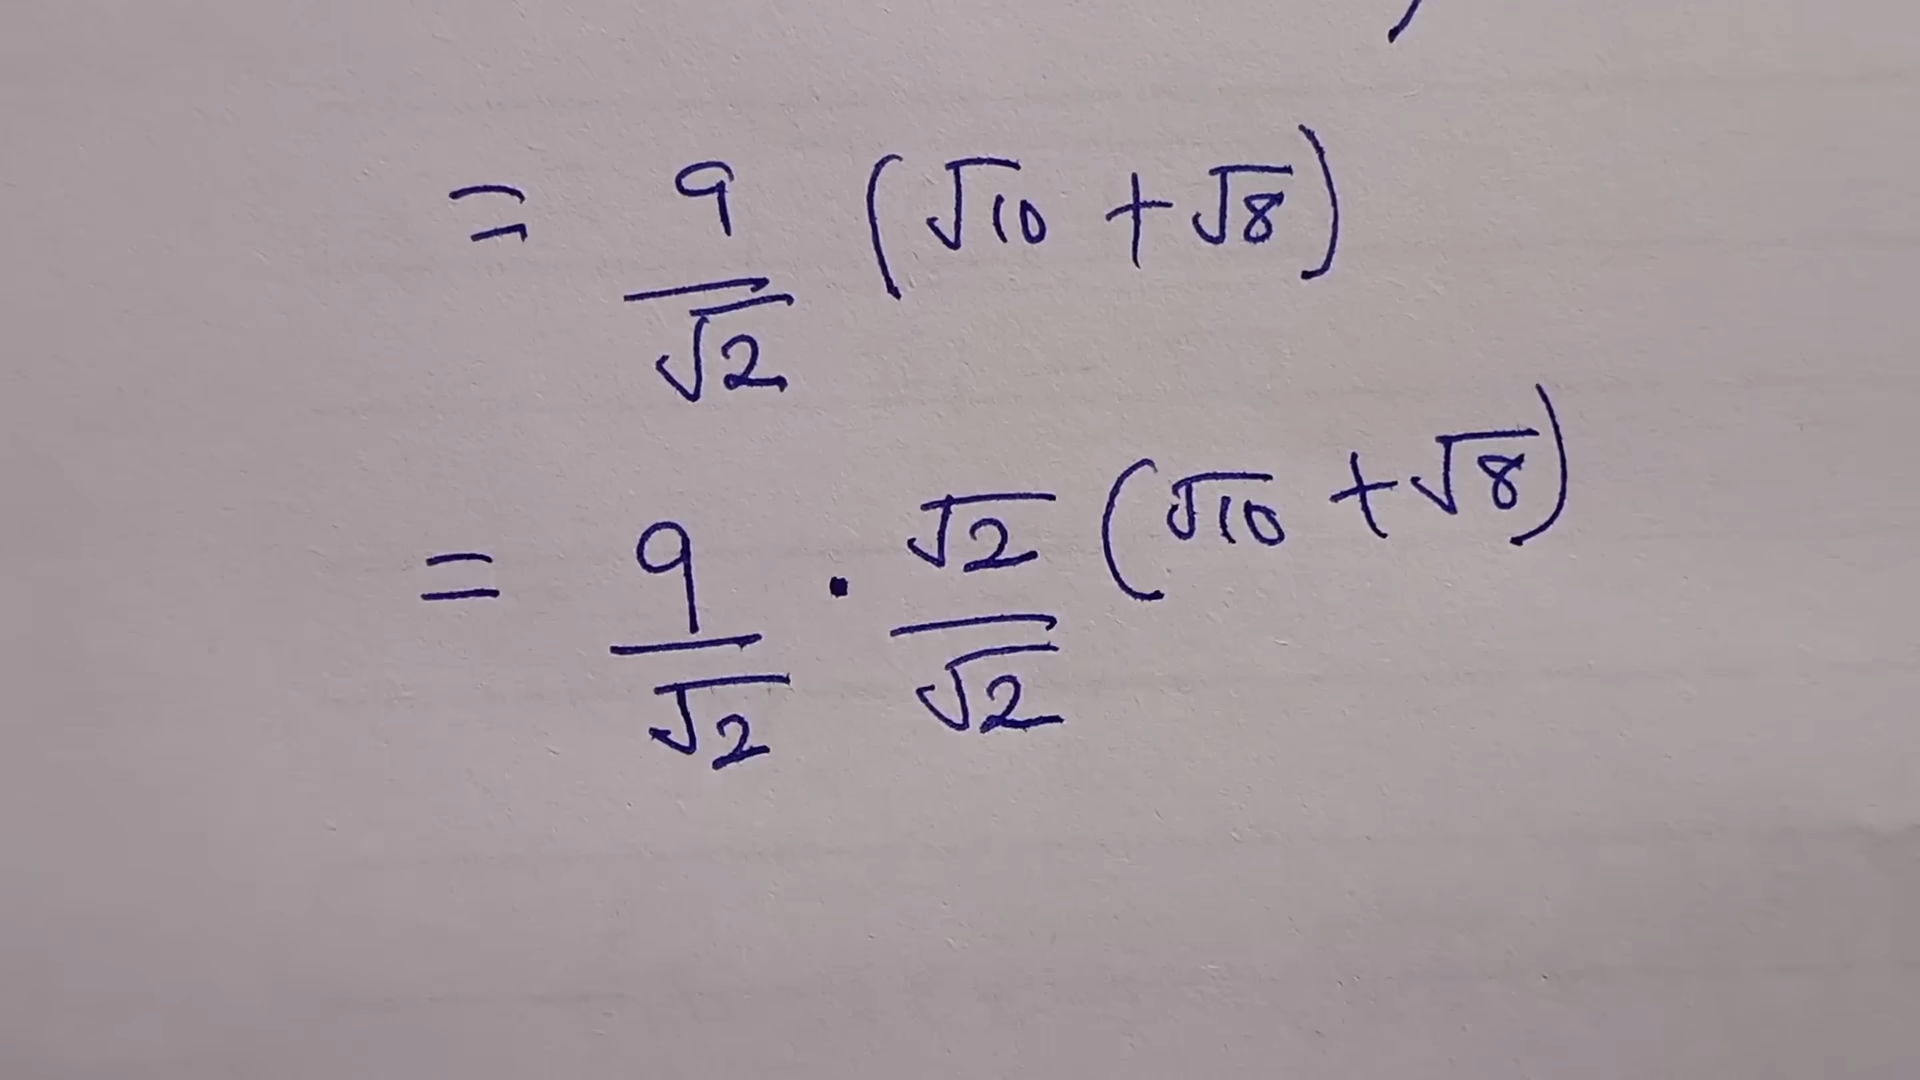 = 9/√2 (√10 + √8)
= 9/√2 · √2/√2 (√10 + √8)